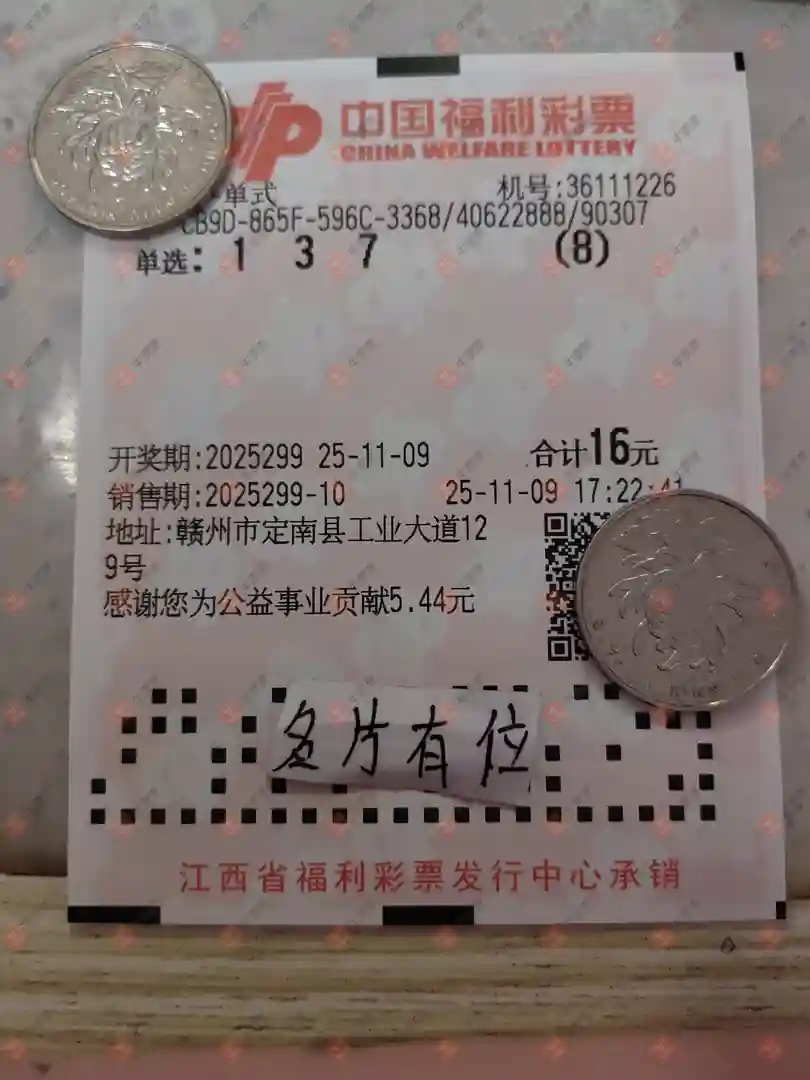 中国福利彩票
CHINA WELFARE LOTTERY
单式 机号:36111226
CB9D-865F-596C-3368/40622888/90307
单选: 1 3 7 (8)
开奖期:2025299 25-11-09 合计16元
销售期:2025299-10 25-11-09 17:22:41
地址:赣州市定南县工业大道12
9号
感谢您为公益事业贡献5.44元
名片有位
江西省福利彩票发行中心承销